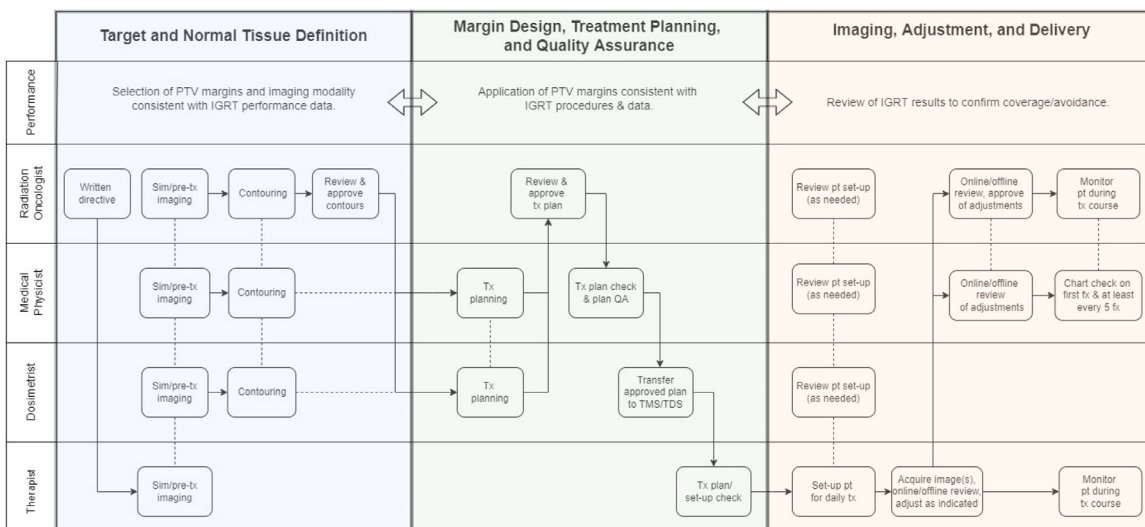 Target and Normal Tissue Definition
Margin Design, Treatment Planning,
and Quality Assurance
Imaging, Adjustment, and Delivery
Performance
Selection of PTV margins and imaging modality
consistent with IGRT performance data.
Application of PTV margins consistent with
IGRT procedures & data.
Review of IGRT results to confirm coverage/avoidance.
Radiation
Oncologist
Written
directive
Sim/pre-tx
imaging
Contouring
Review &
approve
contours
Review &
approve
tx plan
Review pt set-up
(as needed)
Online/offline
review, approve
of adjustments
Monitor
pt during
tx course
Medical
Physicist
Sim/pre-tx
imaging
Contouring
Tx
planning
Tx plan check
& plan QA
Review pt set-up
(as needed)
Online/offline
review
of adjustments
Chart check on
first fx & at least
every 5 fx
Dosimetrist
Sim/pre-tx
imaging
Contouring
Tx
planning
Transfer
approved plan
to TMS/TDS
Review pt set-up
(as needed)
Therapist
Sim/pre-tx
imaging
Tx plan/
set-up check
Set-up pt
for daily tx
Acquire image(s),
online/offline review,
adjust as indicated
Monitor
pt during
tx course